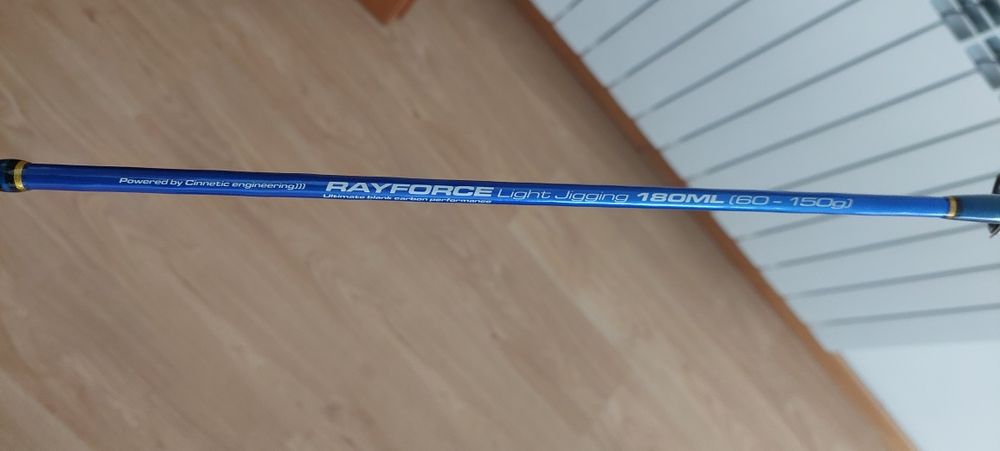 Powered by Cinnetic engineering)))
RAYFORCE Light Jigging 180ML (60 - 150g)
Ultimate blank carbon performance